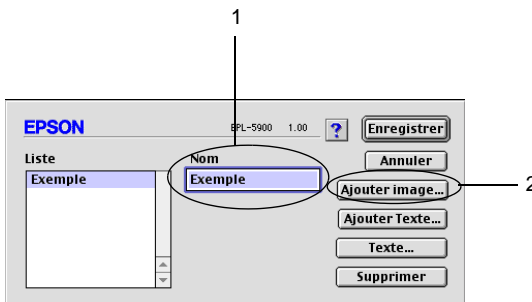 1
EPSON
EPL-5900 1.00
?
Enregistrer
Liste
Nom
Annuler
Exemple
Exemple
Ajouter image...
2
Ajouter Texte...
Texte...
Supprimer